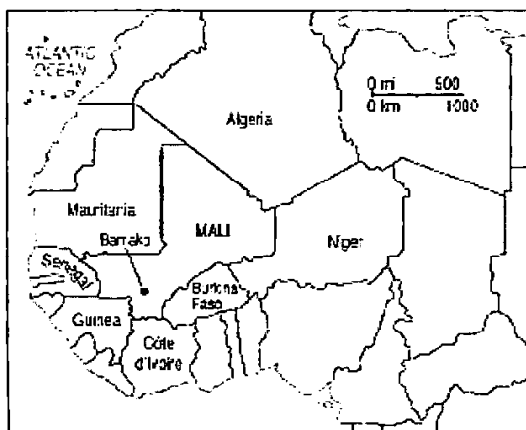 ATLANTIC
OCEAN
0 mi 500
0 km 1000
Algeria
Mauritania
Bamako
MALI
Niger
Senegal
Burkina
Faso
Guinea
Côte
d'Ivoire